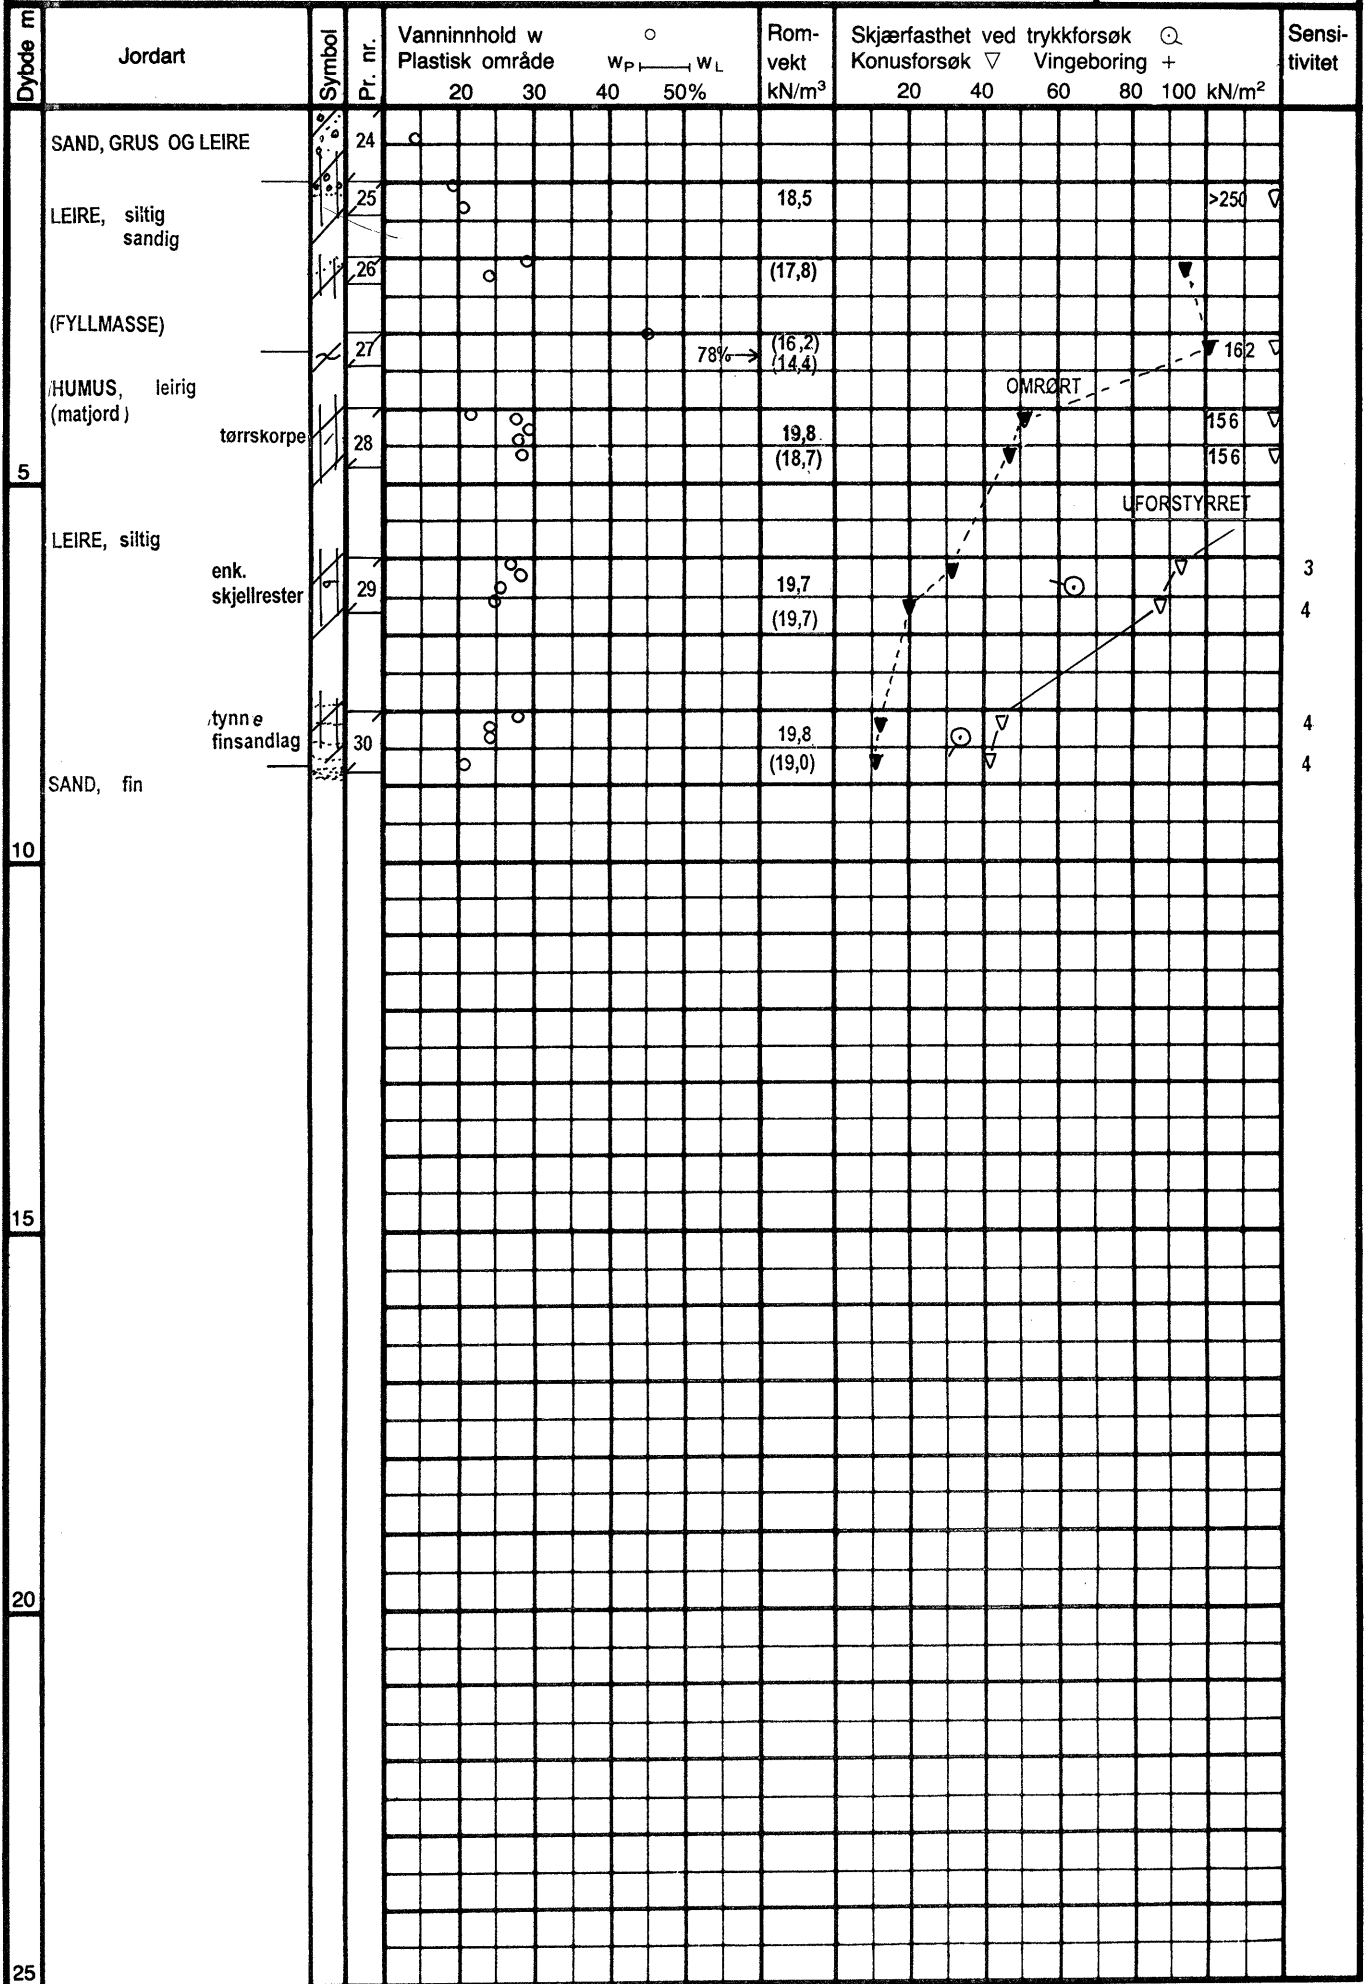 Dybde m
Jordart
Symbol
Pr. nr.
Vanninnhold w
Plastisk område wP wL
20 30 40 50%
Rom-
vekt
kN/m³
Skjærfasthet ved trykkforsøk
Konusforsøk ▽ Vingeboring +
20 40 60 80 100 kN/m²
Sensi-
tivitet
SAND, GRUS OG LEIRE 24
25 18,5 >250
LEIRE, siltig
sandig
26 (17,8)
(FYLLMASSE)
27 78% (16,2) 162
(14,4)
HUMUS, leirig OMRØRT
(matjord)
156
tørrskorpe 28 19,8
(18,7) 156
5
UFORSTYRRET
LEIRE, siltig
enk. 3
skjellrester 29 19,7
(19,7) 4
tynne 4
finsandlag 30 19,8
(19,0) 4
SAND, fin
10
15
20
25